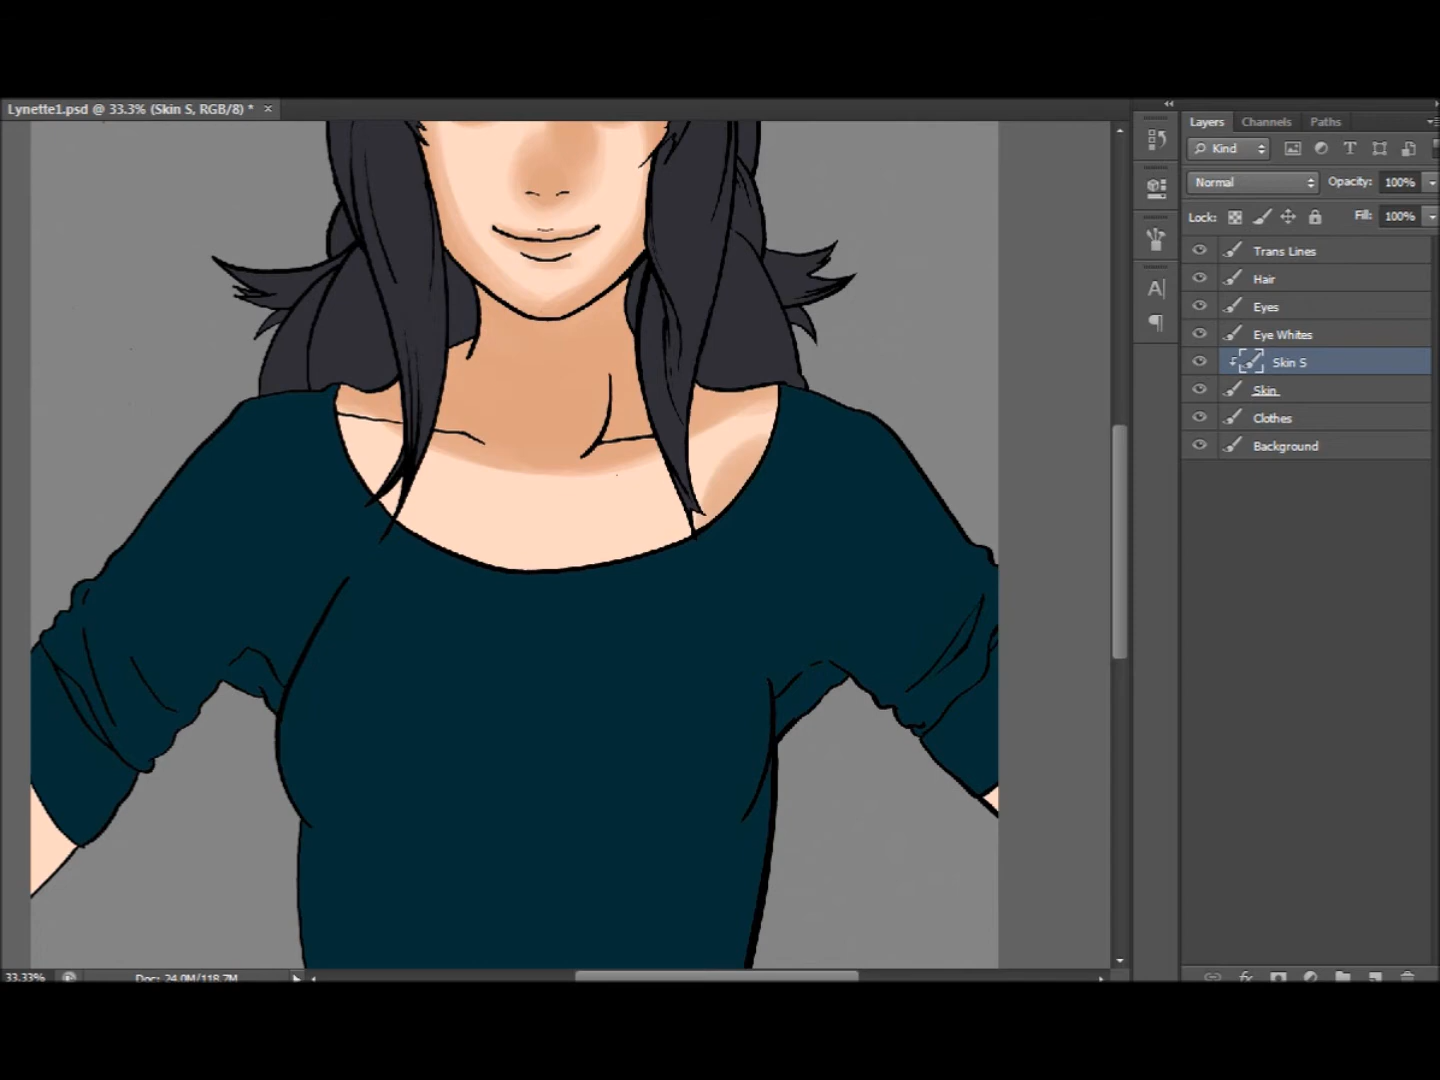 Lynette1.psd @ 33.3% (Skin S, RGB/8) *
Layers Channels Paths
Kind
Normal Opacity: 100%
Lock: Fill: 100%
Trans Lines
Hair
Eyes
Eye Whites
Skin S
Skin
Clothes
Background
33.33% Doc: 24.0M/118.7M